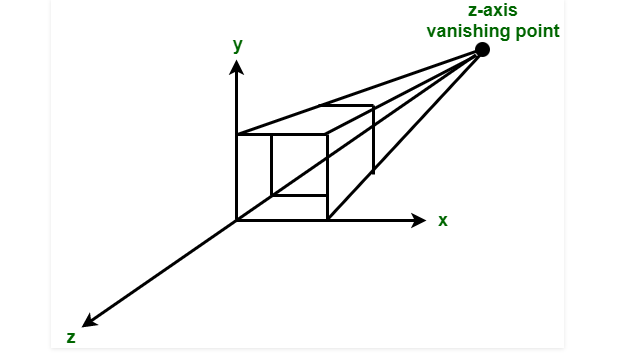 z-axis
vanishing point
y
x
z